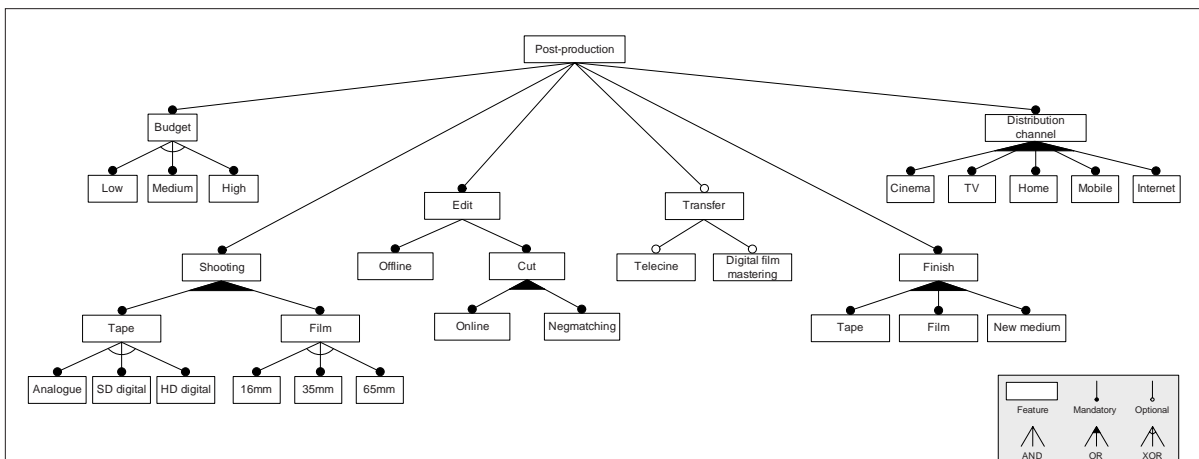 Post-production
Budget
Distribution
channel
Low
Medium
High
Cinema
TV
Home
Mobile
Internet
Edit
Transfer
Shooting
Offline
Cut
Telecine
Digital film
mastering
Finish
Tape
Film
Online
Negmatching
Tape
Film
New medium
Analogue
SD digital
HD digital
16mm
35mm
65mm
Feature
Mandatory
Optional
AND
OR
XOR